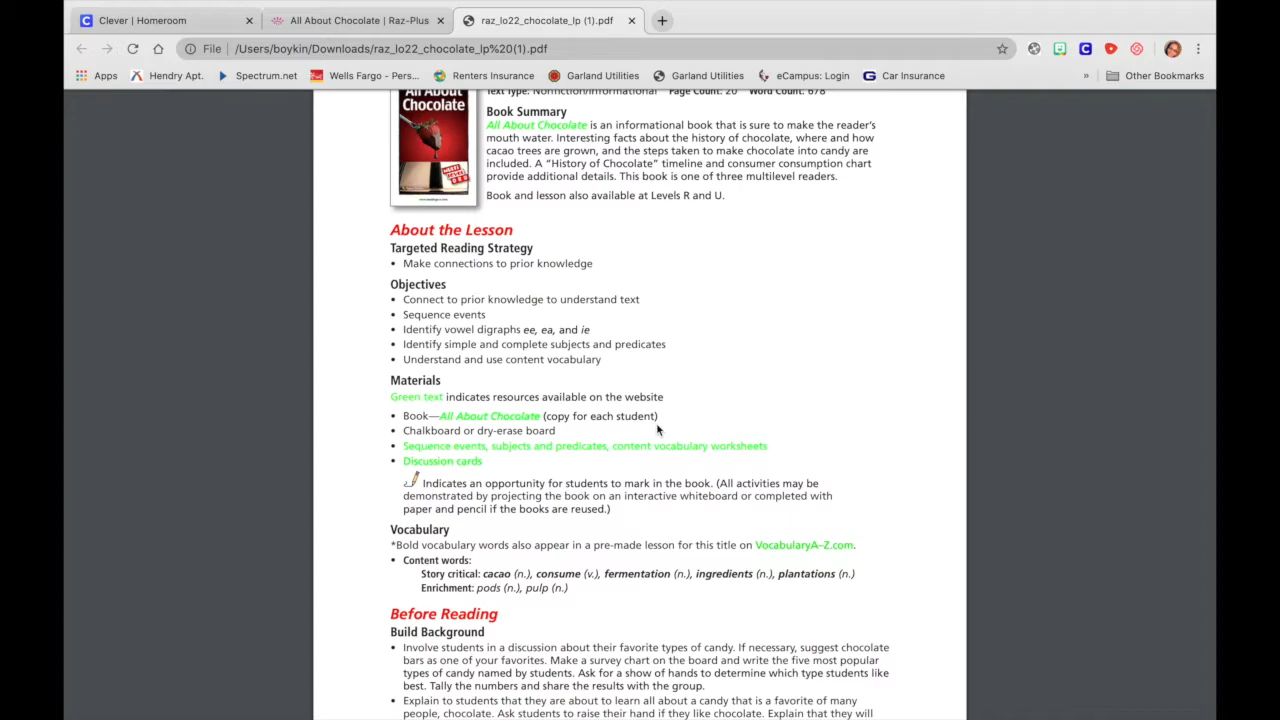 Clever | Homeroom
All About Chocolate | Raz-Plus
raz_lo22_chocolate_lp (1).pdf
File | /Users/boykin/Downloads/raz_lo22_chocolate_lp%20(1).pdf
Apps Hendry Apt. Spectrum.net Wells Fargo - Pers... Renters Insurance Garland Utilities Garland Utilities eCampus: Login Car Insurance » Other Bookmarks
All About
Chocolate
Text Type: Nonfiction/Informational Page Count: 20 Word Count: 678
Book Summary
All About Chocolate is an informational book that is sure to make the reader's
mouth water. Interesting facts about the history of chocolate, where and how
cacao trees are grown, and the steps taken to make chocolate into candy are
included. A “History of Chocolate” timeline and consumer consumption chart
provide additional details. This book is one of three multilevel readers.
Book and lesson also available at Levels R and U.
About the Lesson
Targeted Reading Strategy
• Make connections to prior knowledge
Objectives
• Connect to prior knowledge to understand text
• Sequence events
• Identify vowel digraphs ee, ea, and ie
• Identify simple and complete subjects and predicates
• Understand and use content vocabulary
Materials
Green text indicates resources available on the website
• Book—All About Chocolate (copy for each student)
• Chalkboard or dry-erase board
• Sequence events, subjects and predicates, content vocabulary worksheets
• Discussion cards
Indicates an opportunity for students to mark in the book. (All activities may be
demonstrated by projecting the book on an interactive whiteboard or completed with
paper and pencil if the books are reused.)
Vocabulary
*Bold vocabulary words also appear in a pre-made lesson for this title on VocabularyA–Z.com.
• Content words:
Story critical: cacao (n.), consume (v.), fermentation (n.), ingredients (n.), plantations (n.)
Enrichment: pods (n.), pulp (n.)
Before Reading
Build Background
• Involve students in a discussion about their favorite types of candy. If necessary, suggest chocolate
bars as one of your favorites. Make a survey chart on the board and write the five most popular
types of candy named by students. Ask for a show of hands to determine which type students like
best. Tally the numbers and share the results with the group.
• Explain to students that they are about to learn all about a candy that is a favorite of many
people, chocolate. Ask students to raise their hand if they like chocolate. Explain that they will